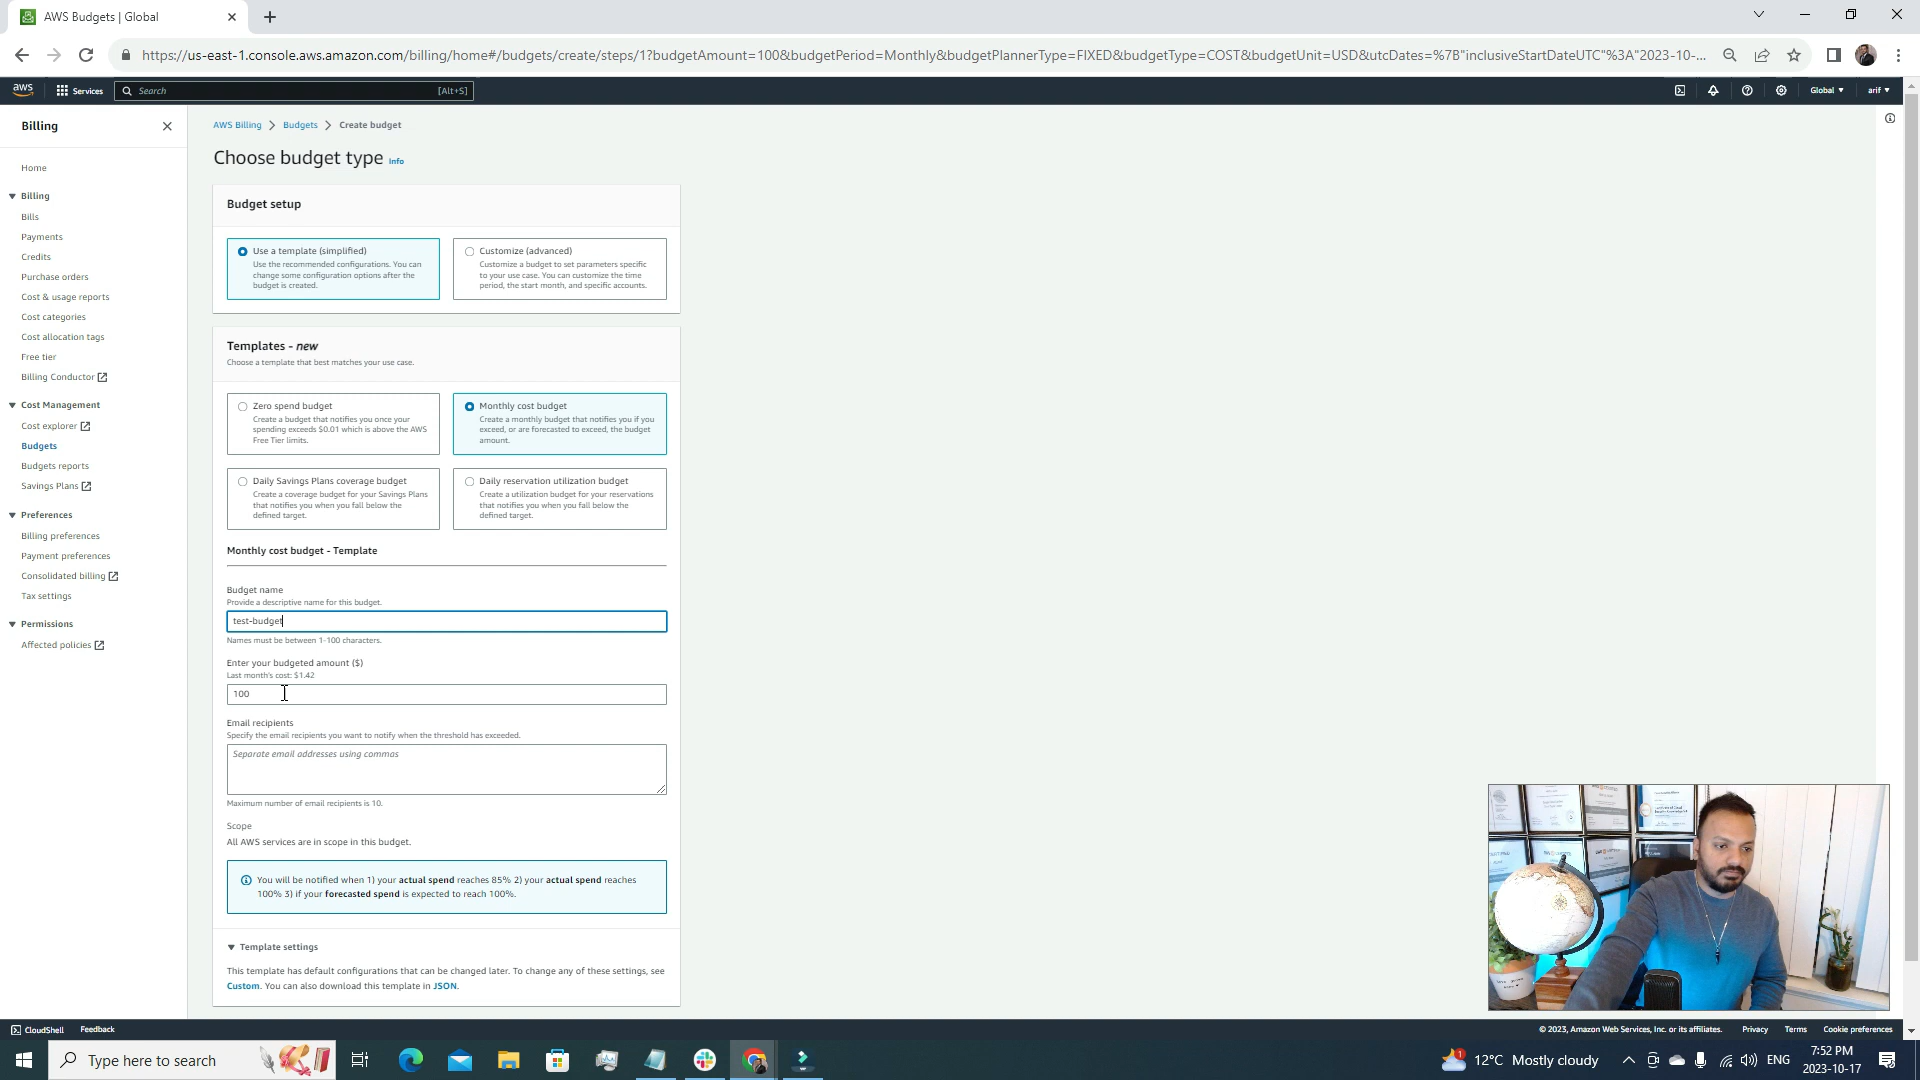 AWS Budgets | Global
https://us-east-1.console.aws.amazon.com/billing/home#/budgets/create/steps/1?budgetAmount=100&budgetPeriod=Monthly&budgetPlannerType=FIXED&budgetType=COST&budgetUnit=USD&utcDates=%7B"inclusiveStartDateUTC"%3A"2023-10-...
aws Services Search [Alt+S] Global arif
Billing
Home
Billing
Bills
Payments
Credits
Purchase orders
Cost & usage reports
Cost categories
Cost allocation tags
Free tier
Billing Conductor
Cost Management
Cost explorer
Budgets
Budgets reports
Savings Plans
Preferences
Billing preferences
Payment preferences
Consolidated billing
Tax settings
Permissions
Affected policies
AWS Billing > Budgets > Create budget
Choose budget type Info
Budget setup
Use a template (simplified)
Use the recommended configurations. You can
change some configuration options after the
budget is created.
Customize (advanced)
Customize a budget to set parameters specific
to your use case. You can customize the time
period, the start month, and specific accounts.
Templates - new
Choose a template that best matches your use case.
Zero spend budget
Create a budget that notifies you once your
spending exceeds $0.01 which is above the AWS
Free Tier limits.
Monthly cost budget
Create a monthly budget that notifies you if you
exceed, or are forecasted to exceed, the budget
amount.
Daily Savings Plans coverage budget
Create a coverage budget for your Savings Plans
that notifies you when you fall below the
defined target.
Daily reservation utilization budget
Create a utilization budget for your reservations
that notifies you when you fall below the
defined target.
Monthly cost budget - Template
Budget name
Provide a descriptive name for this budget.
test-budget
Names must be between 1-100 characters.
Enter your budgeted amount ($)
Last month's cost: $1.42
100
Email recipients
Specify the email recipients you want to notify when the threshold has exceeded.
Separate email addresses using commas
Maximum number of email recipients is 10.
Scope
All AWS services are in scope in this budget.
You will be notified when 1) your actual spend reaches 85% 2) your actual spend reaches
100% 3) if your forecasted spend is expected to reach 100%.
Template settings
This template has default configurations that can be changed later. To change any of these settings, see
Custom. You can also download this template in JSON.
CloudShell Feedback © 2023, Amazon Web Services, Inc. or its affiliates. Privacy Terms Cookie preferences
Type here to search 1 12°C Mostly cloudy ENG 7:52 PM
2023-10-17